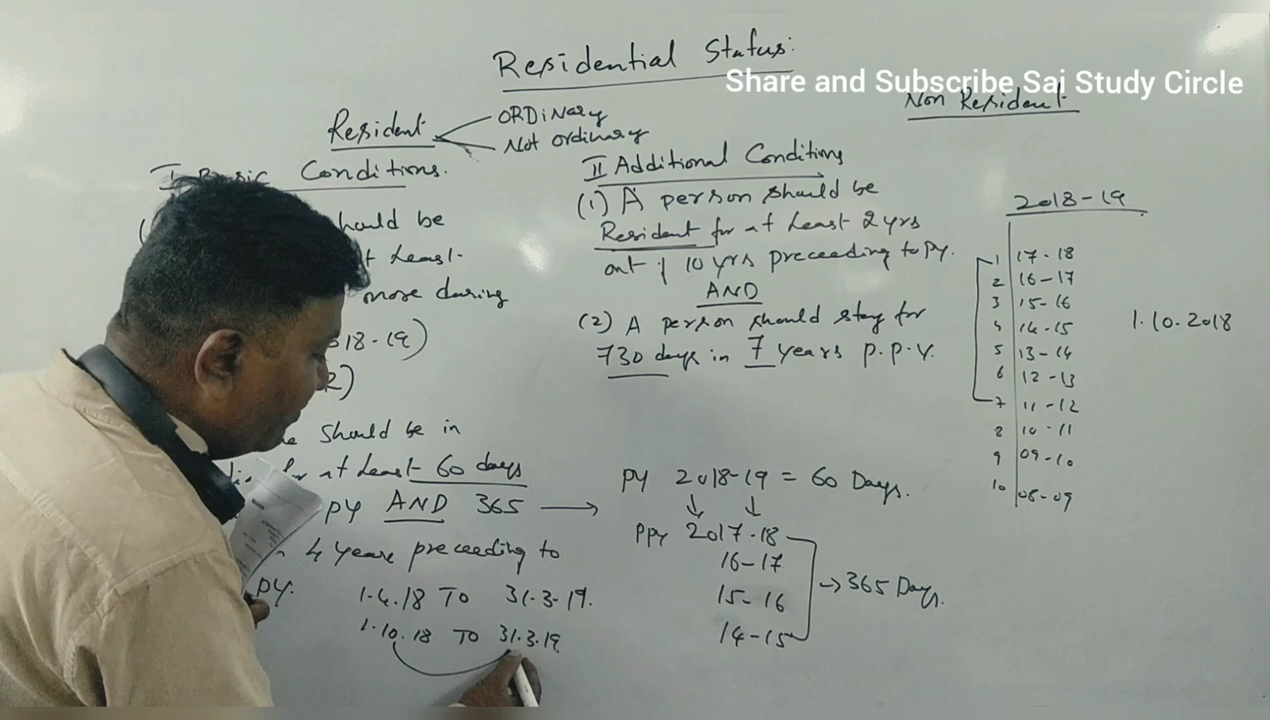 Residential Status:
Share and Subscribe Sai Study Circle
Non Resident
Resident
ORDiNary
Not ordinary
I Basic Conditions.
should be
at Least
more during
18-19)
2)
should be in
for at Least 60 days
PY AND 365
4 years preceeding to
PY.
1.4.18 TO 31.3.19.
1.10.18 TO 31.3.19.
II Additional Conditions
(1) A person should be
Resident for at Least 2 yrs
out of 10 yrs preceeding to PY.
AND
(2) A person should stay for
730 days in 7 years P.P.Y.
PY 2018-19 = 60 Days.
PPY 2017-18
16-17
15-16
14-15
365 Days.
2018-19
1 17-18
2 16-17
3 15-16
4 14-15
5 13-14
6 12-13
7 11-12
8 10-11
9 09-10
10 08-09
1.10.2018